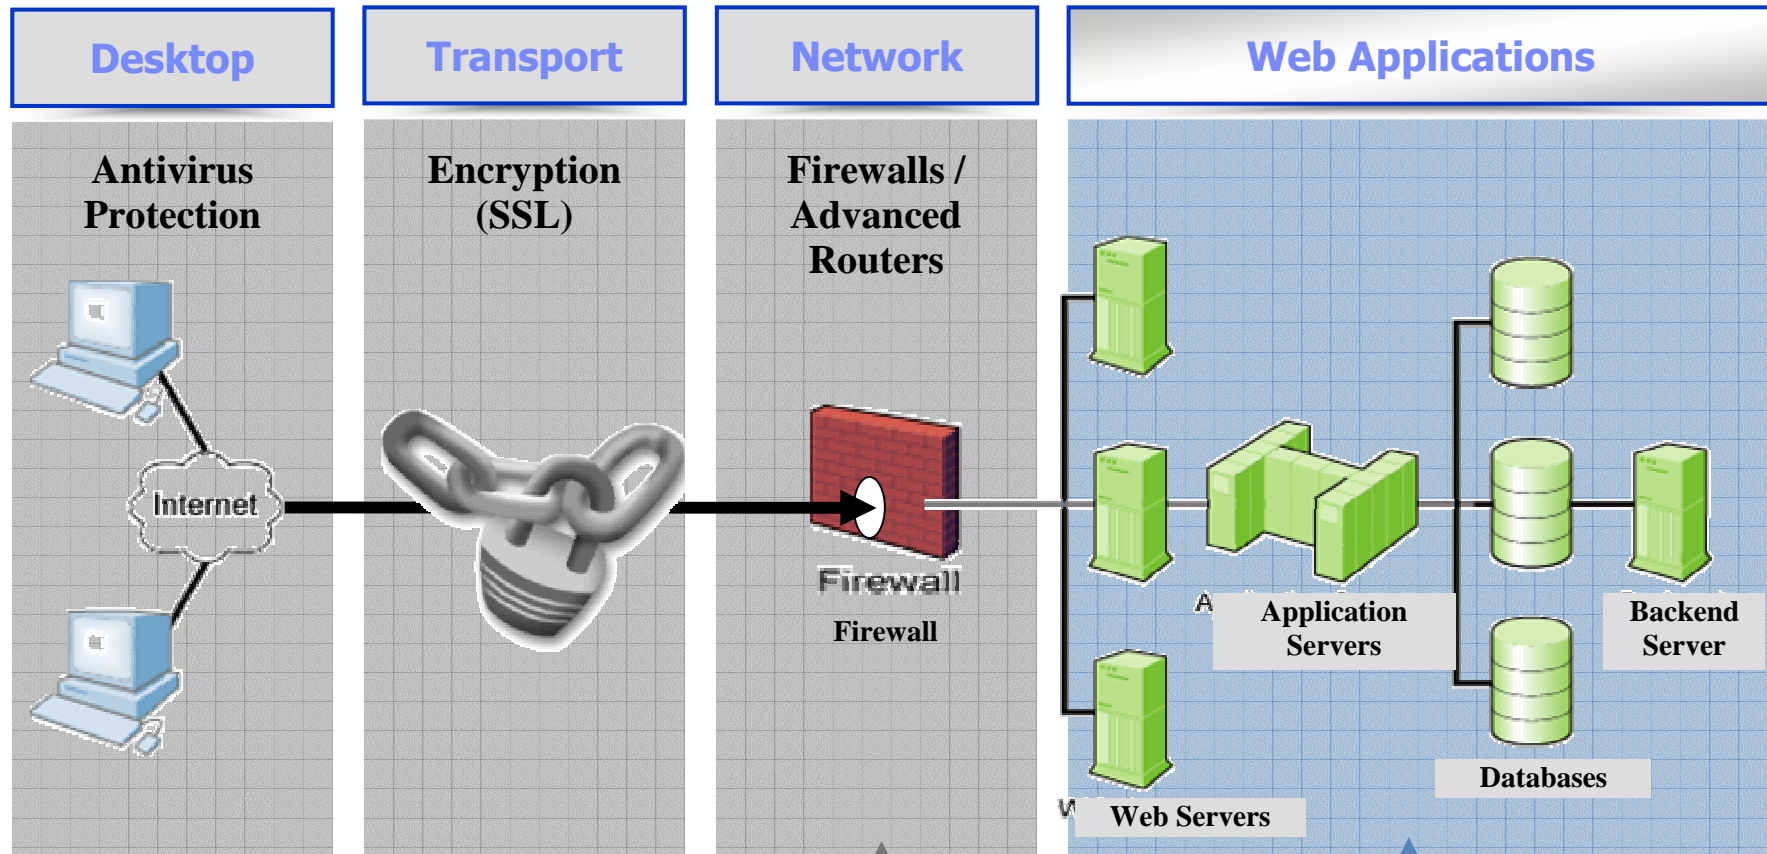 Desktop
Transport
Network
Web Applications
Antivirus
Protection
Encryption
(SSL)
Firewalls /
Advanced
Routers
Internet
Firewall
Firewall
Application
Servers
Backend
Server
Databases
Web Servers